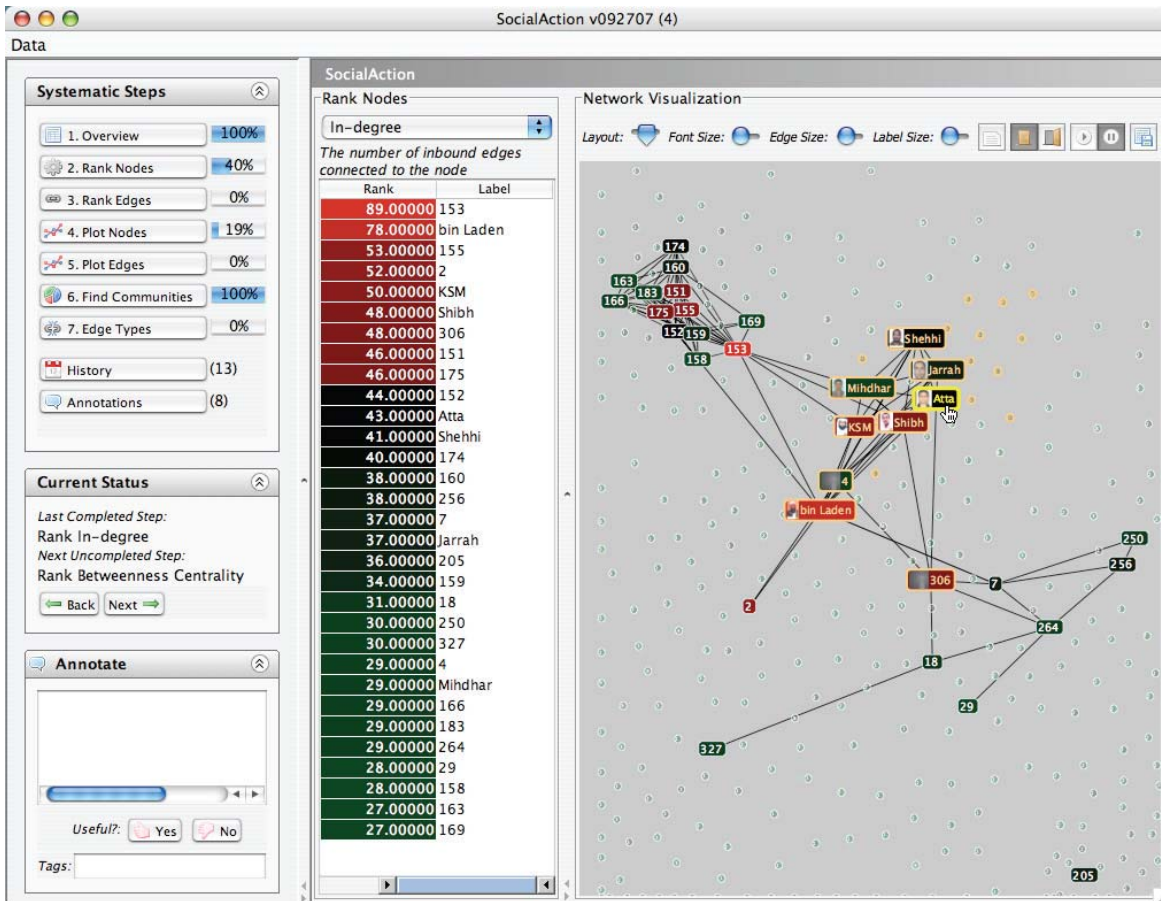 SocialAction v092707 (4)
Data
Systematic Steps
1. Overview 100%
2. Rank Nodes 40%
3. Rank Edges 0%
4. Plot Nodes 19%
5. Plot Edges 0%
6. Find Communities 100%
7. Edge Types 0%
History (13)
Annotations (8)
Current Status
Last Completed Step:
Rank In-degree
Next Uncompleted Step:
Rank Betweenness Centrality
Back Next
Annotate
Useful?: Yes No
Tags:
SocialAction
Rank Nodes
In-degree
The number of inbound edges
connected to the node
Rank Label
89.00000 153
78.00000 bin Laden
53.00000 155
52.00000 2
50.00000 KSM
48.00000 Shibh
48.00000 306
46.00000 151
46.00000 175
44.00000 152
43.00000 Atta
41.00000 Shehhi
40.00000 174
38.00000 160
38.00000 256
37.00000 7
37.00000 Jarrah
36.00000 205
34.00000 159
31.00000 18
30.00000 250
30.00000 327
29.00000 4
29.00000 Mihdhar
29.00000 166
29.00000 183
29.00000 264
28.00000 29
28.00000 158
27.00000 163
27.00000 169
Network Visualization
Layout: Font Size: Edge Size: Label Size:
174
160
163
183 151
166
175 155
169
152 159
153
158
Shehhi
Jarrah
Mihdhar
Atta
KSM Shibh
4
bin Laden
250
256
306
7
2
264
18
29
327
205